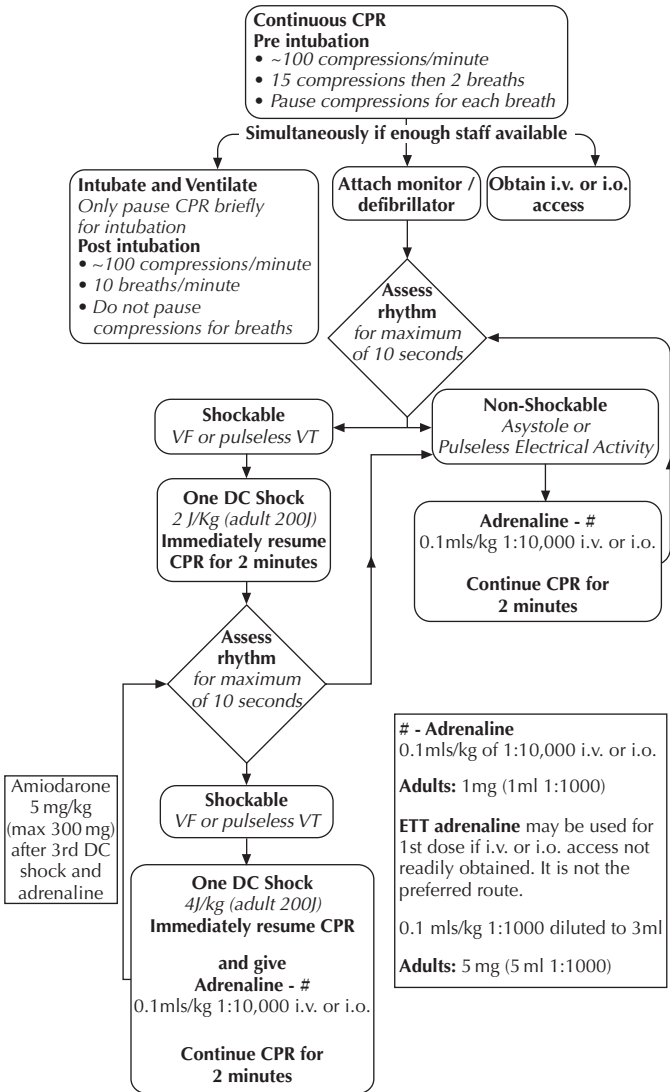 Continuous CPR
Pre intubation
• ~100 compressions/minute
• 15 compressions then 2 breaths
• Pause compressions for each breath
Simultaneously if enough staff available
Intubate and Ventilate
Only pause CPR briefly
for intubation
Post intubation
• ~100 compressions/minute
• 10 breaths/minute
• Do not pause
compressions for breaths
Attach monitor /
defibrillator
Obtain i.v. or i.o.
access
Assess
rhythm
for maximum
of 10 seconds
Shockable
VF or pulseless VT
Non-Shockable
Asystole or
Pulseless Electrical Activity
One DC Shock
2 J/Kg (adult 200J)
Immediately resume
CPR for 2 minutes
Adrenaline - #
0.1mls/kg 1:10,000 i.v. or i.o.
Continue CPR for
2 minutes
Assess
rhythm
for maximum
of 10 seconds
Amiodarone
5 mg/kg
(max 300 mg)
after 3rd DC
shock and
adrenaline
Shockable
VF or pulseless VT
One DC Shock
4J/kg (adult 200J)
Immediately resume CPR
and give
Adrenaline - #
0.1mls/kg 1:10,000 i.v. or i.o.
Continue CPR for
2 minutes
# - Adrenaline
0.1mls/kg of 1:10,000 i.v. or i.o.
Adults: 1mg (1ml 1:1000)
ETT adrenaline may be used for
1st dose if i.v. or i.o. access not
readily obtained. It is not the
preferred route.
0.1 mls/kg 1:1000 diluted to 3ml
Adults: 5 mg (5 ml 1:1000)